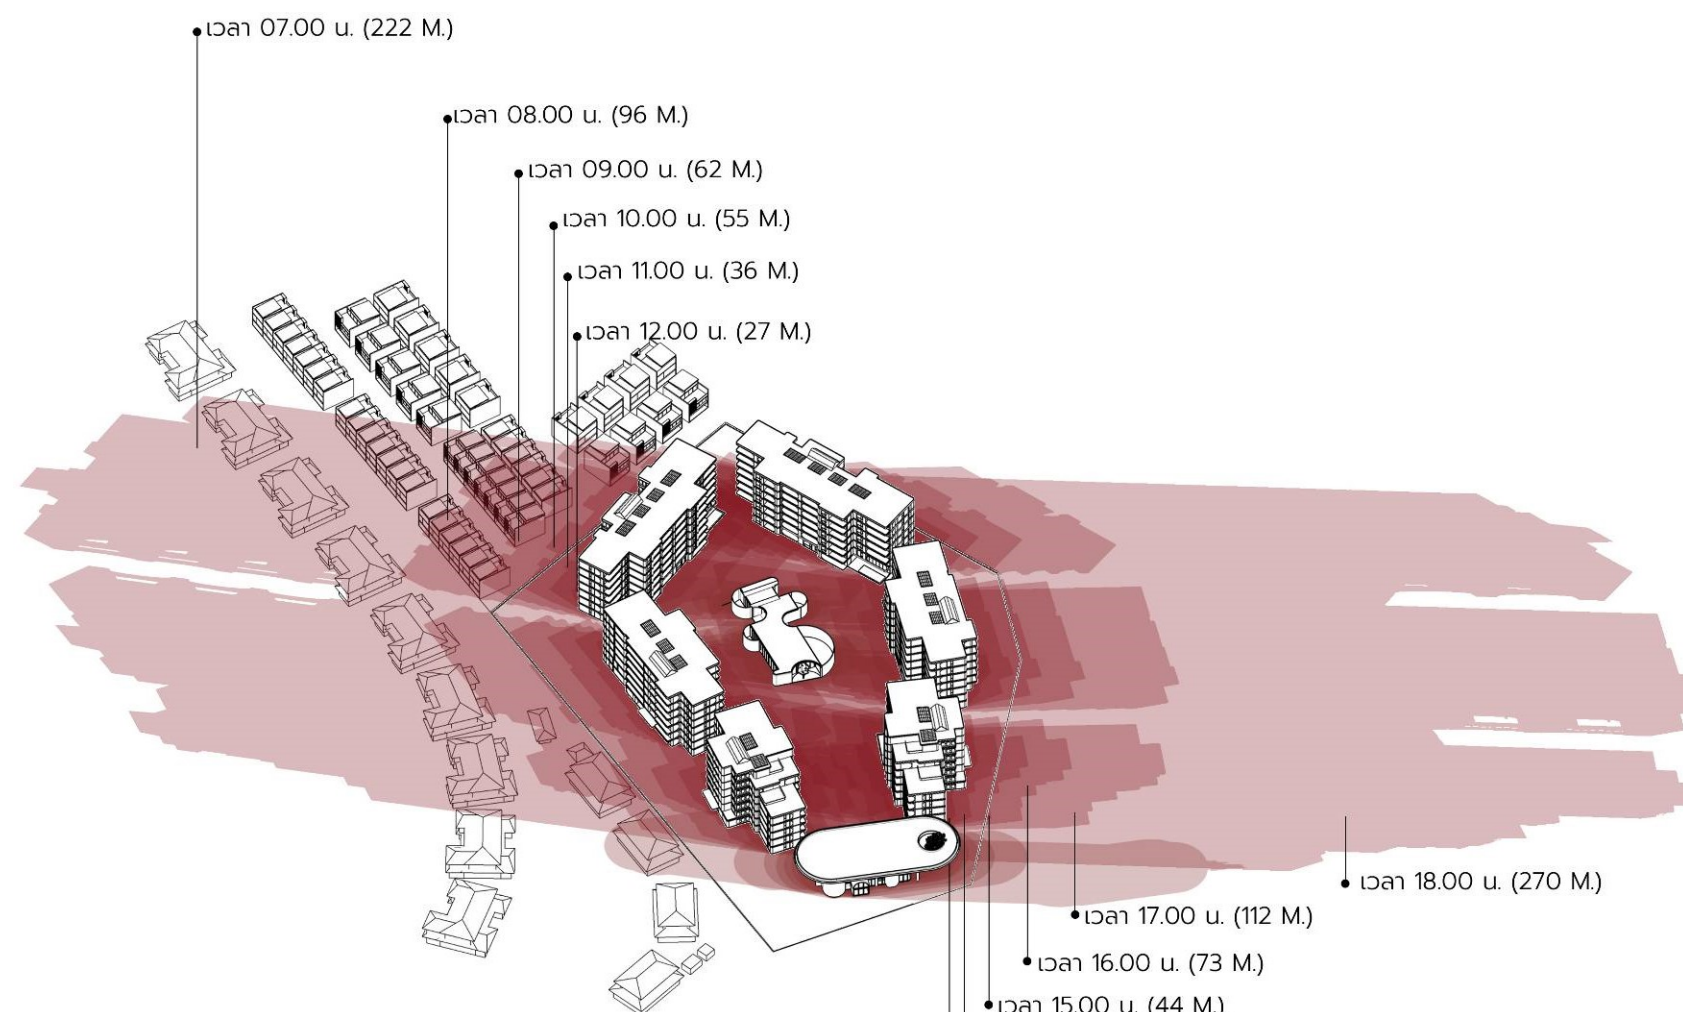 เวลา 07.00 น. (222 M.)
เวลา 08.00 น. (96 M.)
เวลา 09.00 น. (62 M.)
เวลา 10.00 น. (55 M.)
เวลา 11.00 น. (36 M.)
เวลา 12.00 น. (27 M.)
เวลา 18.00 น. (270 M.)
เวลา 17.00 น. (112 M.)
เวลา 16.00 น. (73 M.)
เวลา 15.00 น. (44 M.)